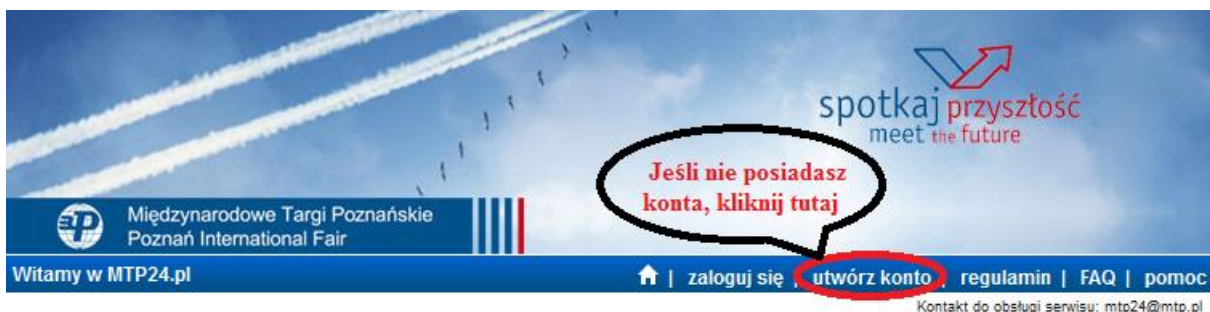 spotkaj przyszłość
meet the future
Jeśli nie posiadasz
konta, kliknij tutaj
MTP
Międzynarodowe Targi Poznańskie
Poznań International Fair
Witamy w MTP24.pl
| zaloguj się | utwórz konto | regulamin | FAQ | pomoc
Kontakt do obsługi serwisu: mtp24@mtp.pl